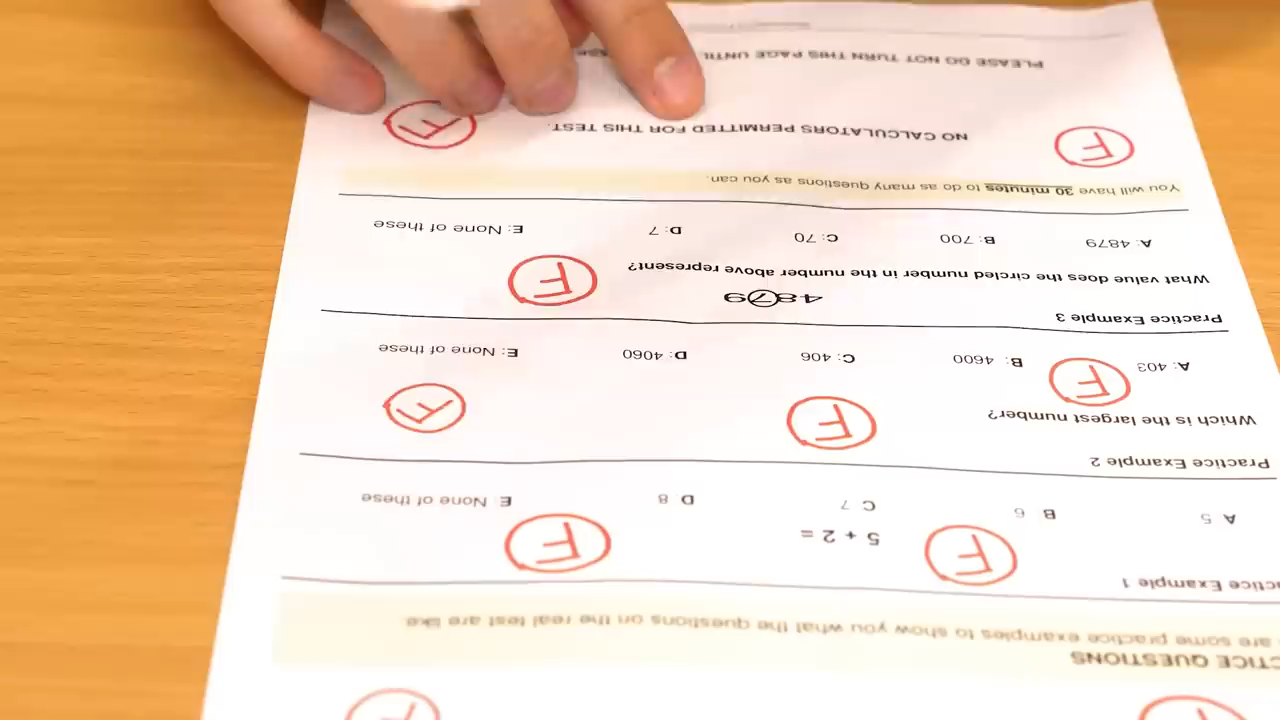 CTICE QUESTIONS
are some practice examples to show you what the questions on the real test are like
ctice Example 1
5 + 2 =
A 5 B 6 C 7 D 8 E: None of these
Practice Example 2
Which is the largest number?
A: 403 B: 4600 C: 406 D: 4060 E: None of these
Practice Example 3
4879
What value does the circled number in the number above represent?
A: 4879 B: 700 C: 70 D: 7 E: None of these
You will have 30 minutes to do as many questions as you can.
NO CALCULATORS PERMITTED FOR THIS TEST.
PLEASE DO NOT TURN THIS PAGE UNTIL
F
F
F
F
F
F
F
F
F
F